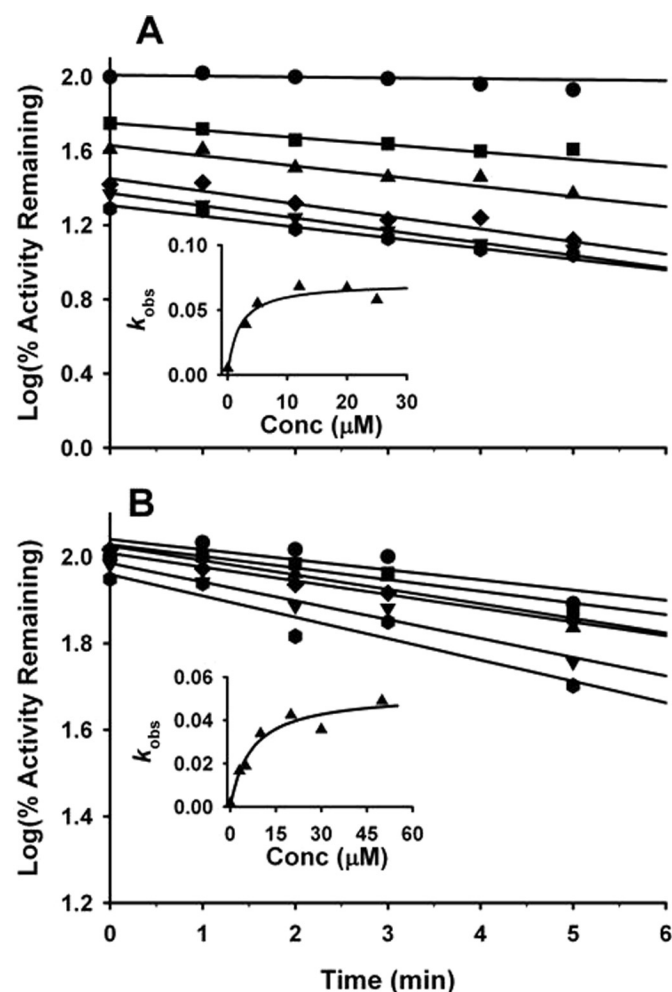 A
Log(% Activity Remaining)
2.0
1.6
1.2
0.8
0.4
0.0
kobs
0.10
0.05
0.00
0 10 20 30
Conc (μM)
B
Log(% Activity Remaining)
2.0
1.8
1.6
1.4
1.2
kobs
0.06
0.04
0.02
0.00
0 15 30 45 60
Conc (μM)
0 1 2 3 4 5 6
Time (min)